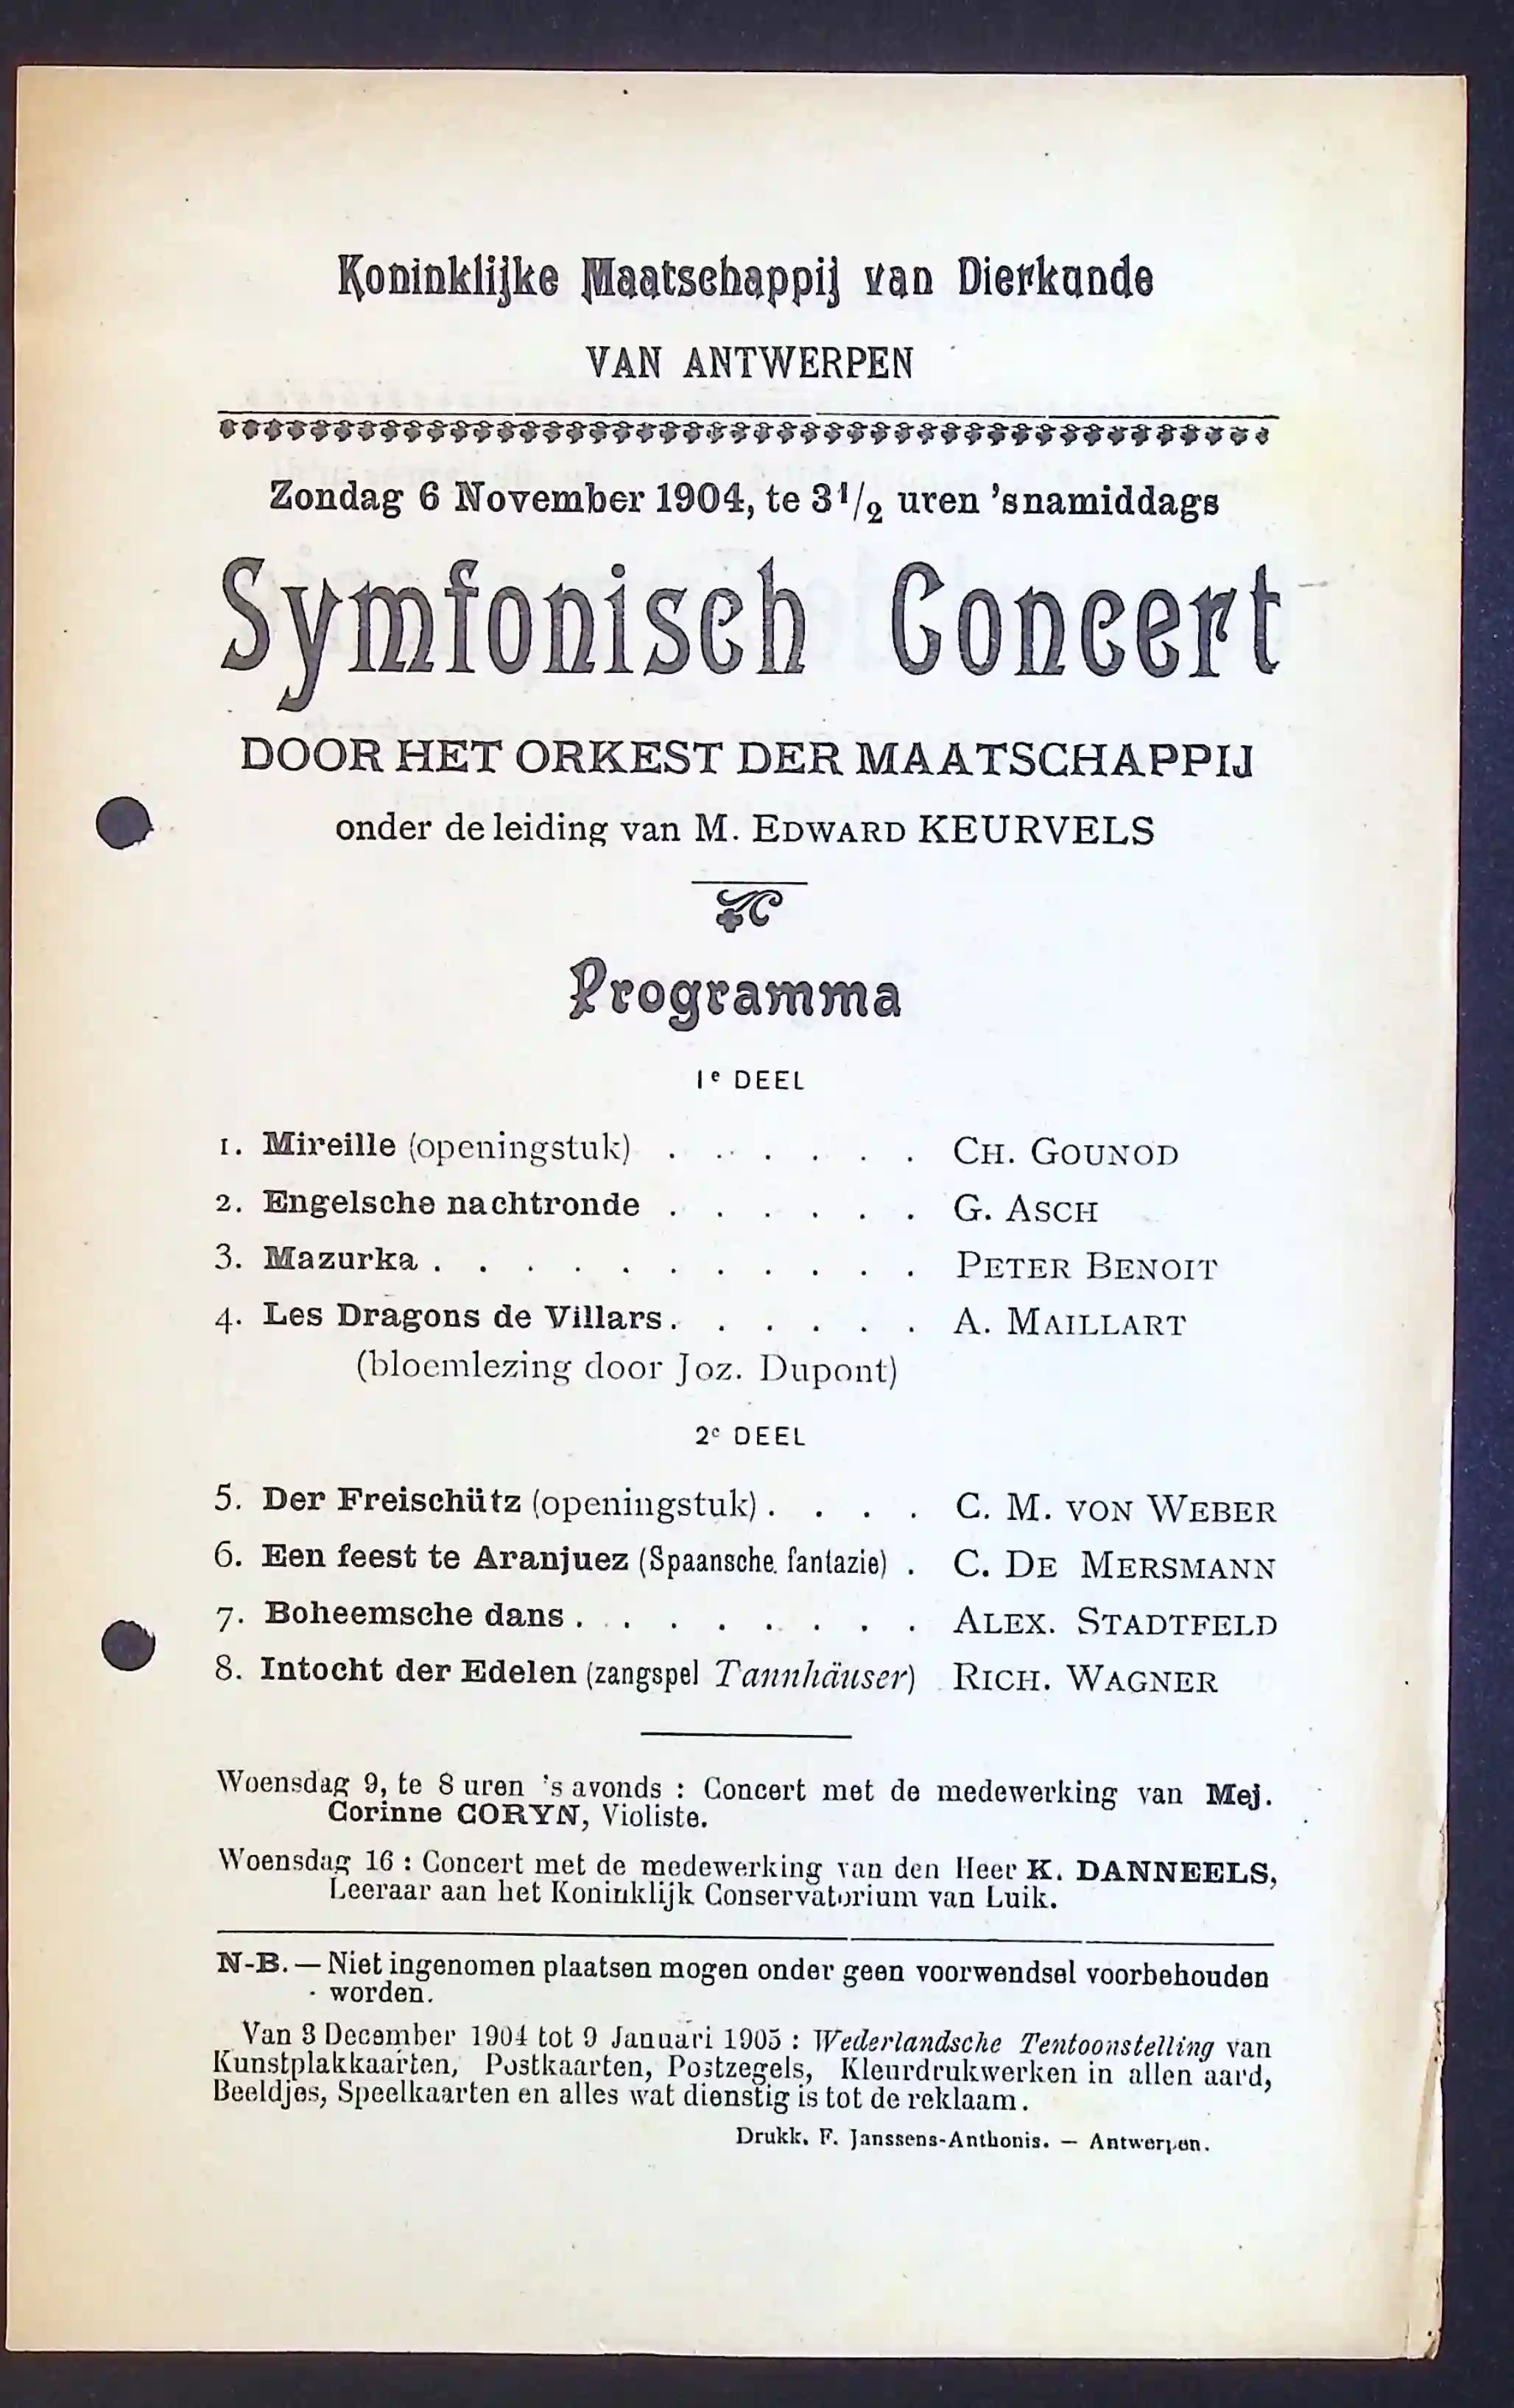 Koninklijke Maatschappij van Dierkunde
VAN ANTWERPEN
Zondag 6 November 1904, te 3 1/2 uren 'snamiddags
Symfonisch Concert
DOOR HET ORKEST DER MAATSCHAPPIJ
onder de leiding van M. EDWARD KEURVELS
Programma
1e DEEL
1. Mireille (openingstuk) . . . . . . CH. GOUNOD
2. Engelsche nachtronde . . . . . . G. ASCH
3. Mazurka . . . . . . . . . . . PETER BENOIT
4. Les Dragons de Villars . . . . . . A. MAILLART
(bloemlezing door Joz. Dupont)
2e DEEL
5. Der Freischütz (openingstuk) . . . . C. M. VON WEBER
6. Een feest te Aranjuez (Spaansche fantazie) . C. DE MERSMANN
7. Boheemsche dans . . . . . . . . ALEX. STADTFELD
8. Intocht der Edelen (zangspel Tannhäuser) RICH. WAGNER
Woensdag 9, te 8 uren 's avonds : Concert met de medewerking van Mej.
Corinne CORYN, Violiste.
Woensdag 16 : Concert met de medewerking van den Heer K. DANNEELS,
Leeraar aan het Koninklijk Conservatorium van Luik.
N-B. — Niet ingenomen plaatsen mogen onder geen voorwendsel voorbehouden
worden.
Van 3 December 1904 tot 9 Januari 1905 : Wederlandsche Tentoonstelling van
Kunstplakkaarten, Postkaarten, Postzegels, Kleurdrukwerken in allen aard,
Beeldjes, Speelkaarten en alles wat dienstig is tot de reklaam.
Drukk. F. Janssens-Anthonis. — Antwerpen.